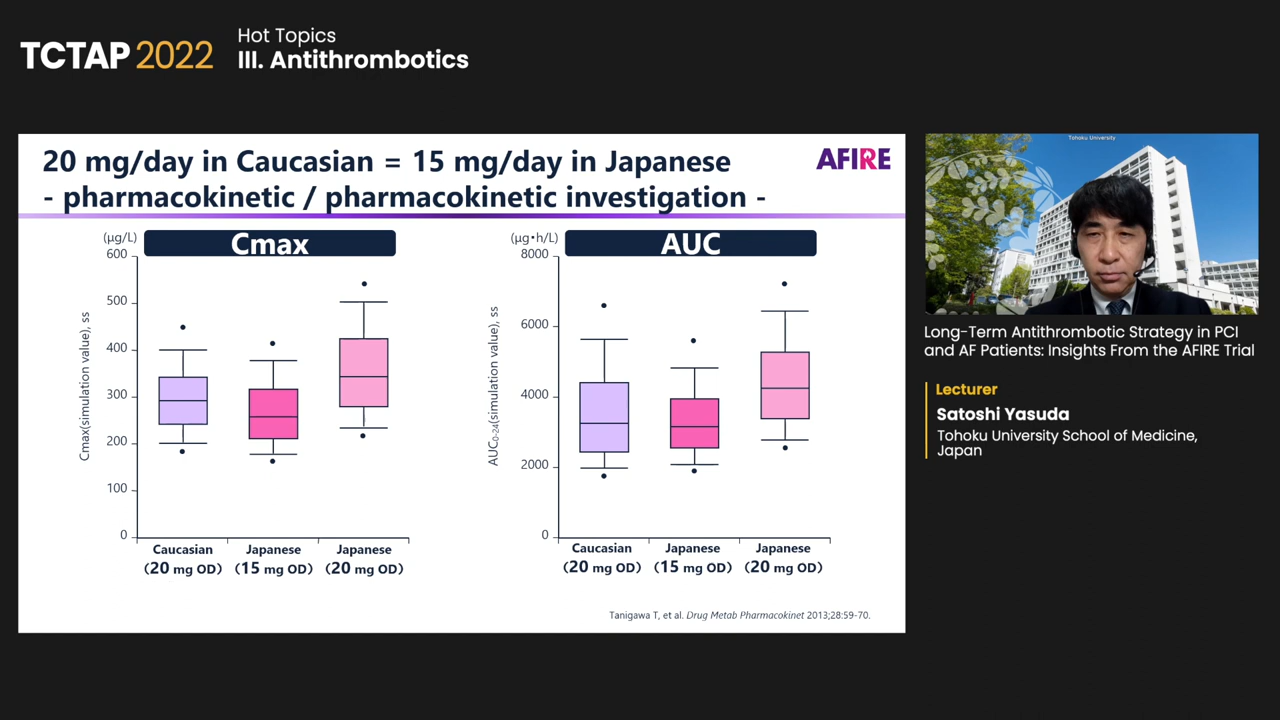 TCTAP 2022
Hot Topics
III. Antithrombotics
20 mg/day in Caucasian = 15 mg/day in Japanese
- pharmacokinetic / pharmacokinetic investigation -
AFIRE
(μg/L)
Cmax
600
500
400
300
200
100
0
Cmax(simulation value), ss
Caucasian
(20 mg OD)
Japanese
(15 mg OD)
Japanese
(20 mg OD)
(μg•h/L)
AUC
8000
6000
4000
2000
0
AUC0-24(simulation value), ss
Caucasian
(20 mg OD)
Japanese
(15 mg OD)
Japanese
(20 mg OD)
Tanigawa T, et al. Drug Metab Pharmacokinet 2013;28:59-70.
Tohoku University
Long-Term Antithrombotic Strategy in PCI
and AF Patients: Insights From the AFIRE Trial
Lecturer
Satoshi Yasuda
Tohoku University School of Medicine,
Japan